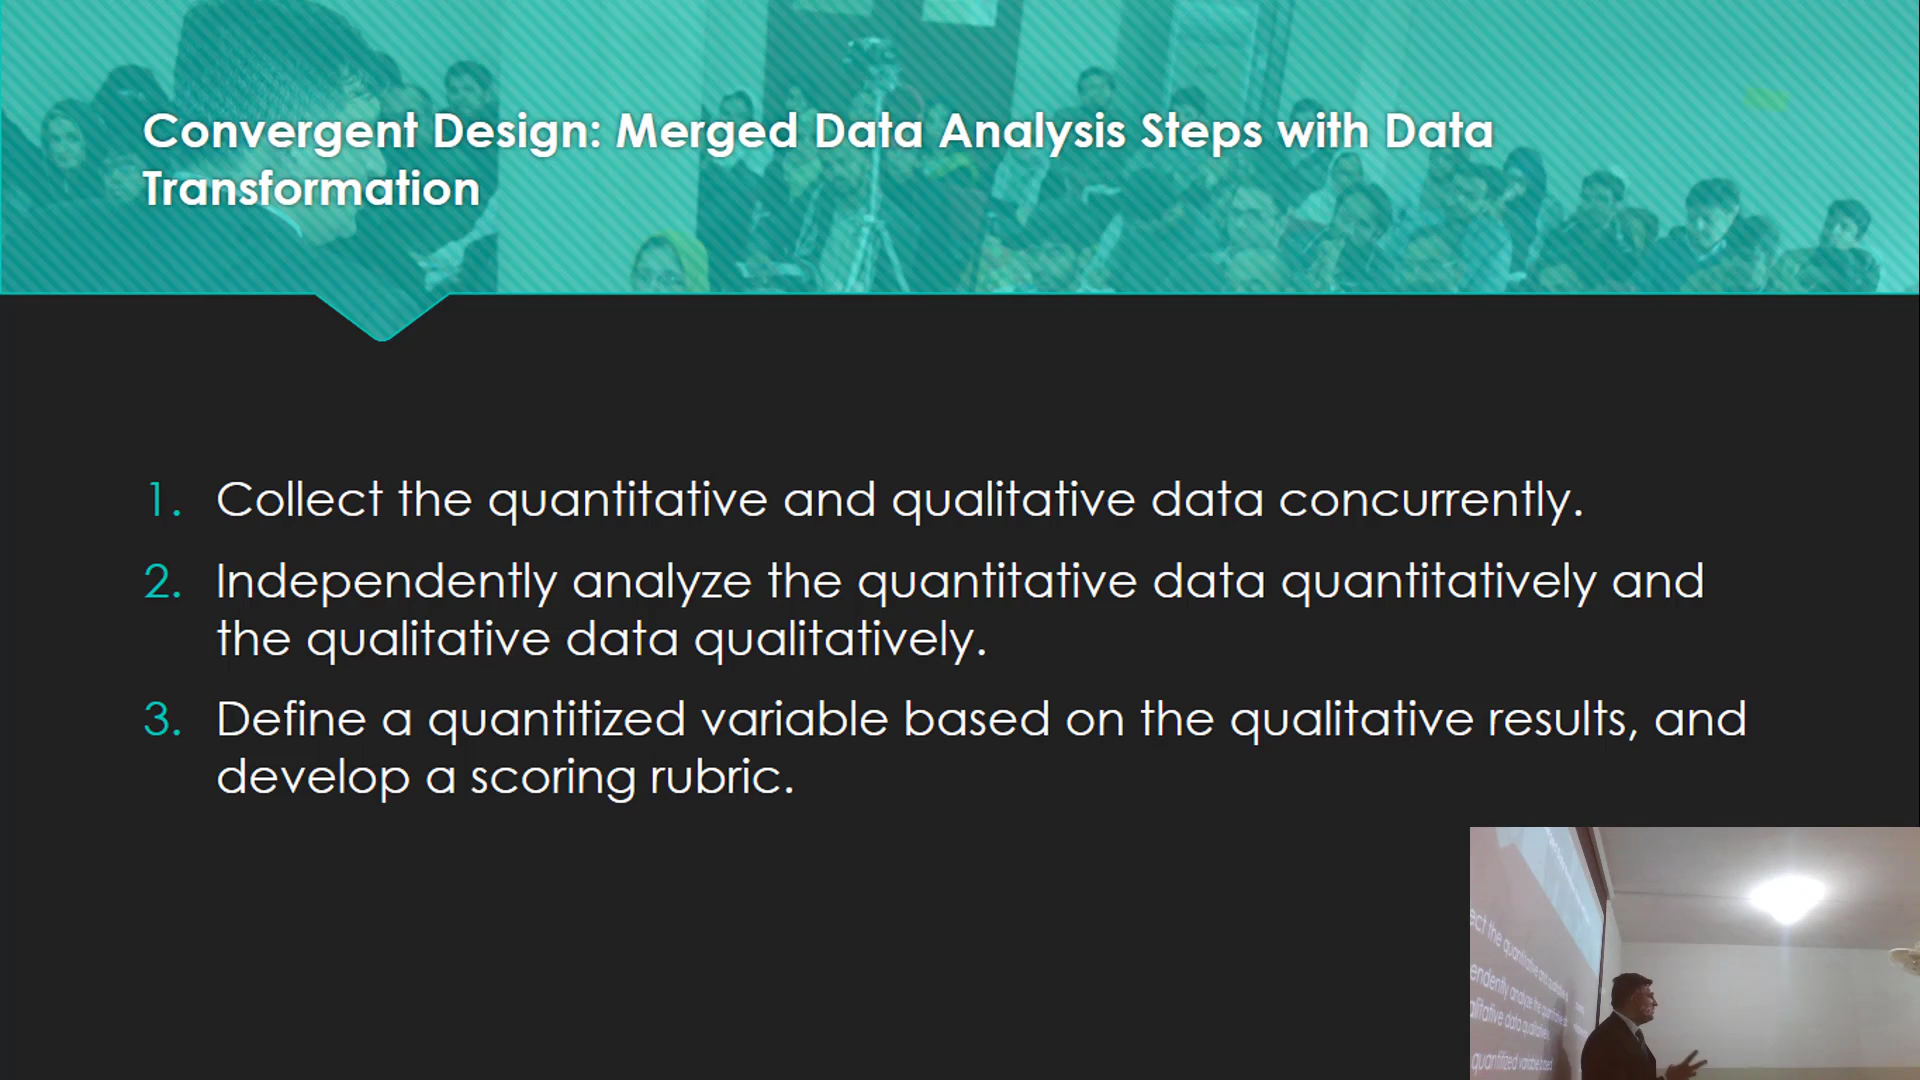 Convergent Design: Merged Data Analysis Steps with Data
Transformation
1. Collect the quantitative and qualitative data concurrently.
2. Independently analyze the quantitative data quantitatively and
the qualitative data qualitatively.
3. Define a quantitized variable based on the qualitative results, and
develop a scoring rubric.